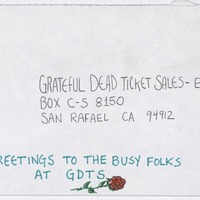 GRATEFUL DEAD TICKET SALES- E
BOX C-S 8150
SAN RAFAEL CA 94912
REETINGS TO THE BUSY FOLKS
AT GDTS